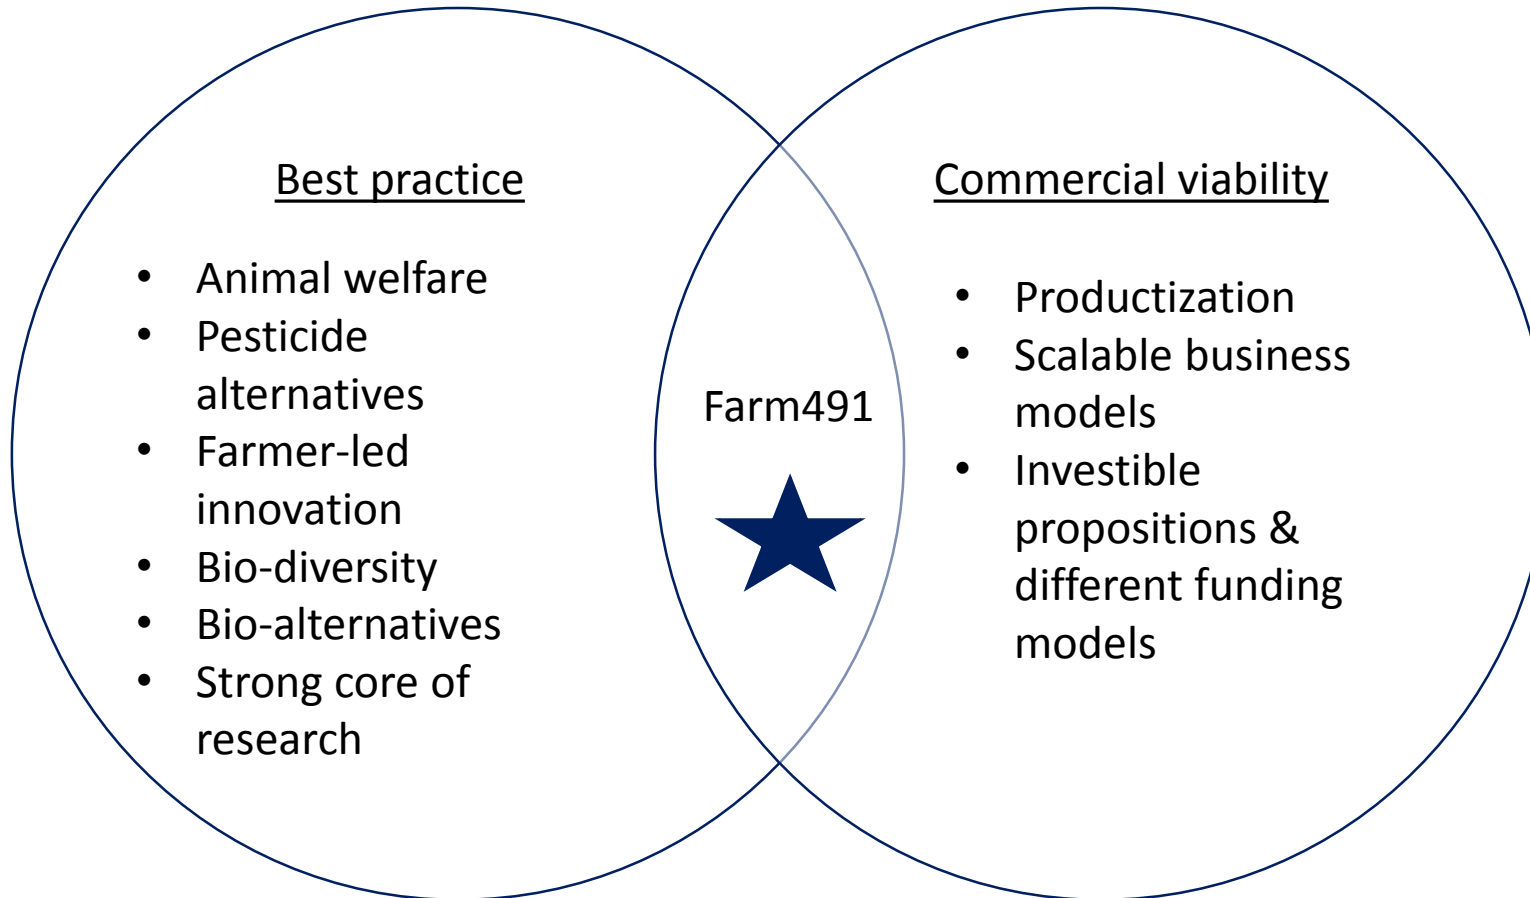 Best practice
• Animal welfare
• Pesticide
alternatives
• Farmer-led
innovation
• Bio-diversity
• Bio-alternatives
• Strong core of
research
Farm491
Commercial viability
• Productization
• Scalable business
models
• Investible
propositions &
different funding
models